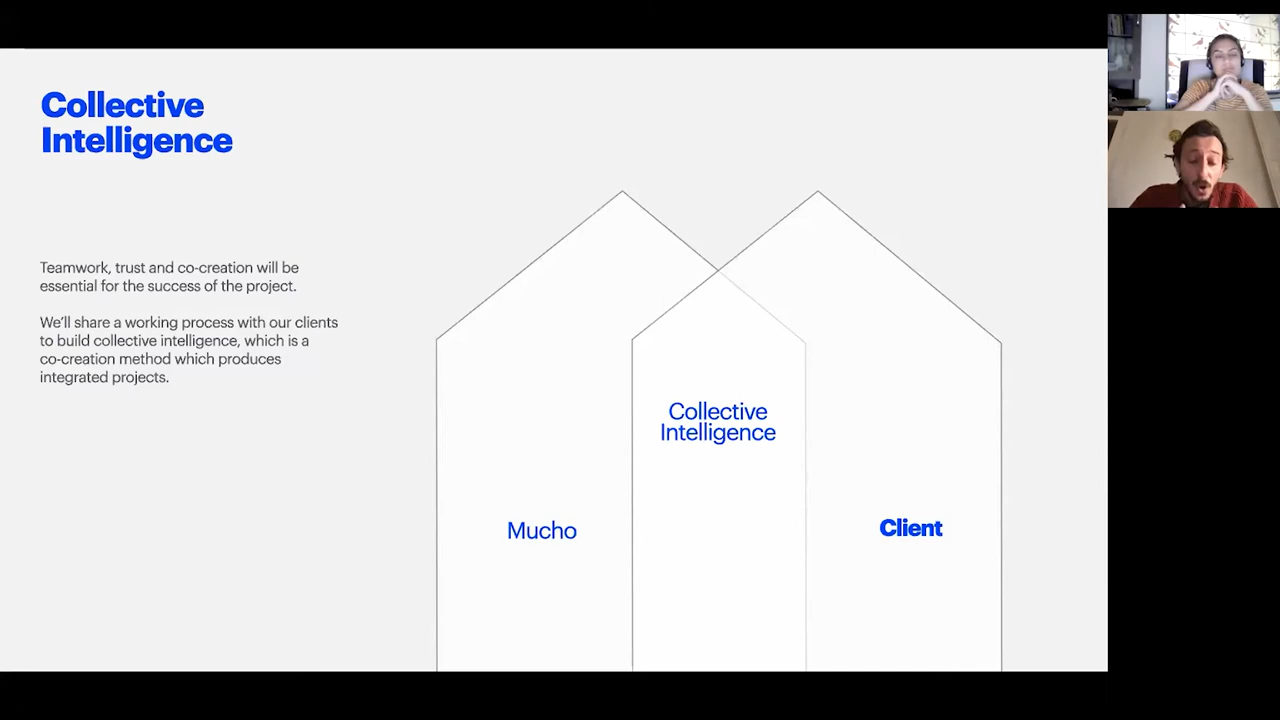 Collective
Intelligence
Teamwork, trust and co-creation will be
essential for the success of the project.
We’ll share a working process with our clients
to build collective intelligence, which is a
co-creation method which produces
integrated projects.
Collective
Intelligence
Mucho
Client